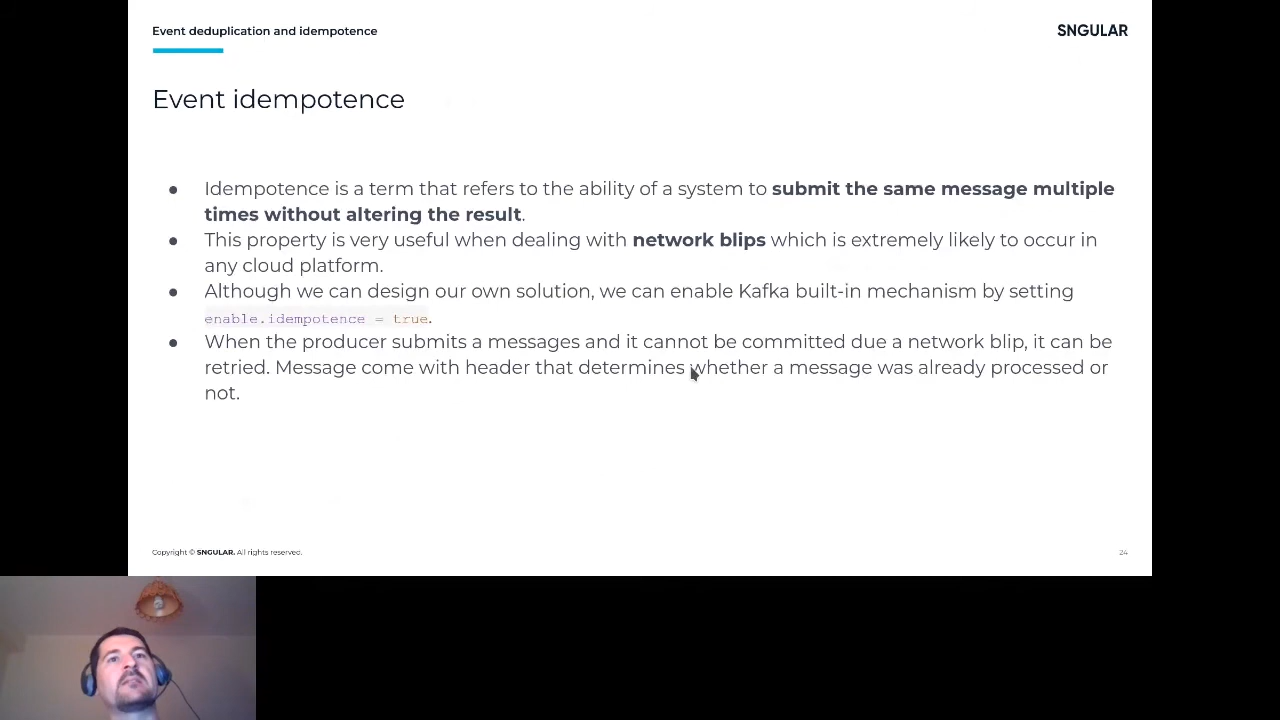 Event deduplication and idempotence
SNGULAR
Event idempotence
● Idempotence is a term that refers to the ability of a system to submit the same message multiple
times without altering the result.
● This property is very useful when dealing with network blips which is extremely likely to occur in
any cloud platform.
● Although we can design our own solution, we can enable Kafka built-in mechanism by setting
enable.idempotence = true.
● When the producer submits a messages and it cannot be committed due a network blip, it can be
retried. Message come with header that determines whether a message was already processed or
not.
Copyright © SNGULAR. All rights reserved.
24